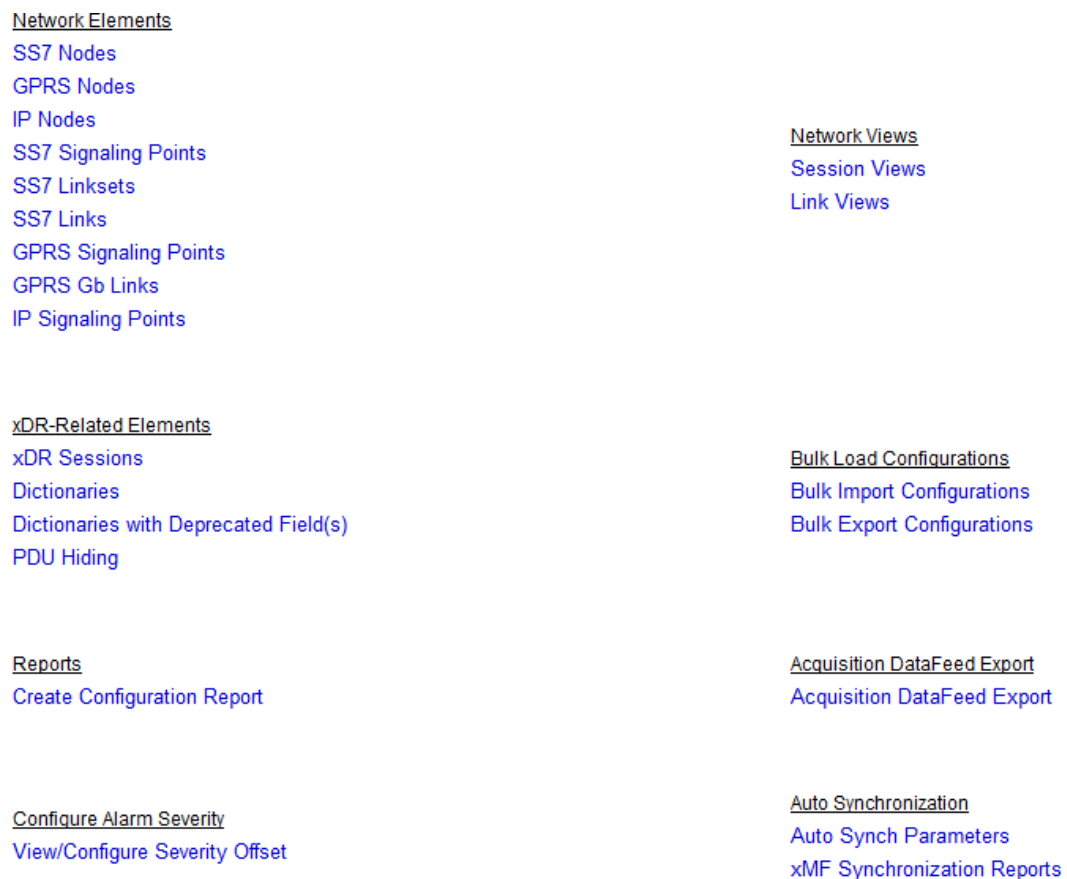 Network Elements
SS7 Nodes
GPRS Nodes
IP Nodes
SS7 Signaling Points
SS7 Linksets
SS7 Links
GPRS Signaling Points
GPRS Gb Links
IP Signaling Points
Network Views
Session Views
Link Views
xDR-Related Elements
xDR Sessions
Dictionaries
Dictionaries with Deprecated Field(s)
PDU Hiding
Bulk Load Configurations
Bulk Import Configurations
Bulk Export Configurations
Reports
Create Configuration Report
Acquisition DataFeed Export
Acquisition DataFeed Export
Configure Alarm Severity
View/Configure Severity Offset
Auto Synchronization
Auto Synch Parameters
xMF Synchronization Reports